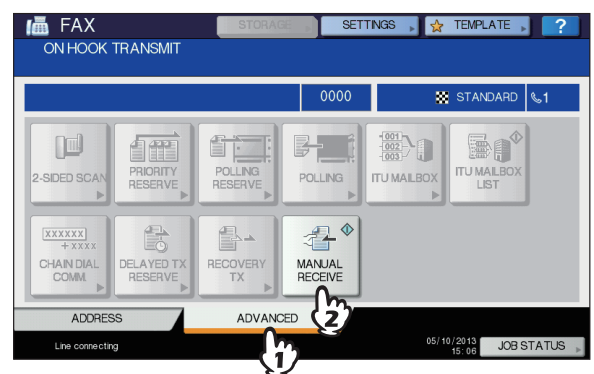 FAX
STORAGE
SETTINGS
TEMPLATE
?
ON HOOK TRANSMIT
0000
STANDARD
1
2-SIDED SCAN
PRIORITY
RESERVE
POLLING
RESERVE
POLLING
ITU MAILBOX
001
002
003
ITU MAILBOX
LIST
XXXXXX
+ XXXX
CHAIN DIAL
COMM.
DELAYED TX
RESERVE
RECOVERY
TX
MANUAL
RECEIVE
2
ADDRESS
ADVANCED
1
Line connecting
05/10/2013
15:06
JOB STATUS